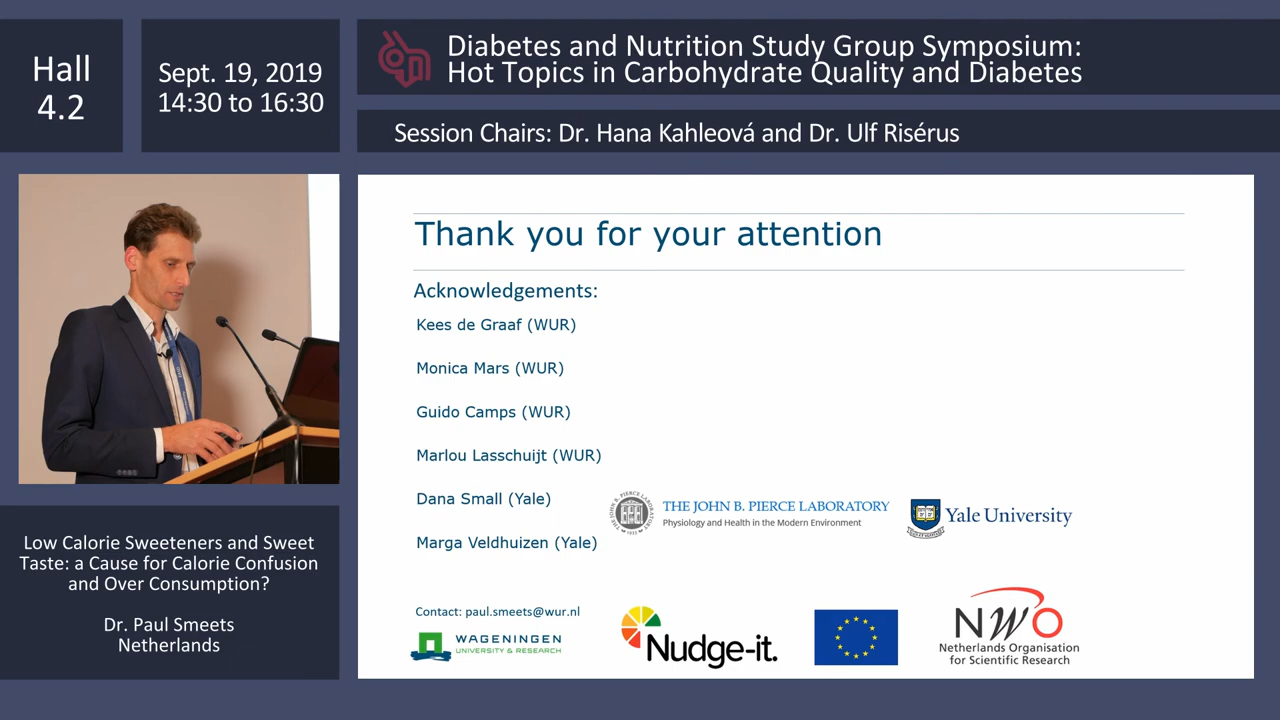 Hall
4.2
Sept. 19, 2019
14:30 to 16:30
Diabetes and Nutrition Study Group Symposium:
Hot Topics in Carbohydrate Quality and Diabetes
Session Chairs: Dr. Hana Kahleová and Dr. Ulf Risérus
Thank you for your attention
Acknowledgements:
Kees de Graaf (WUR)
Monica Mars (WUR)
Guido Camps (WUR)
Marlou Lasschuijt (WUR)
Dana Small (Yale)
THE JOHN B. PIERCE LABORATORY
Physiology and Health in the Modern Environment
Yale University
Marga Veldhuizen (Yale)
Contact: paul.smeets@wur.nl
WAGENINGEN
UNIVERSITY & RESEARCH
Nudge-it.
NWO
Netherlands Organisation
for Scientific Research
Low Calorie Sweeteners and Sweet
Taste: a Cause for Calorie Confusion
and Over Consumption?
Dr. Paul Smeets
Netherlands